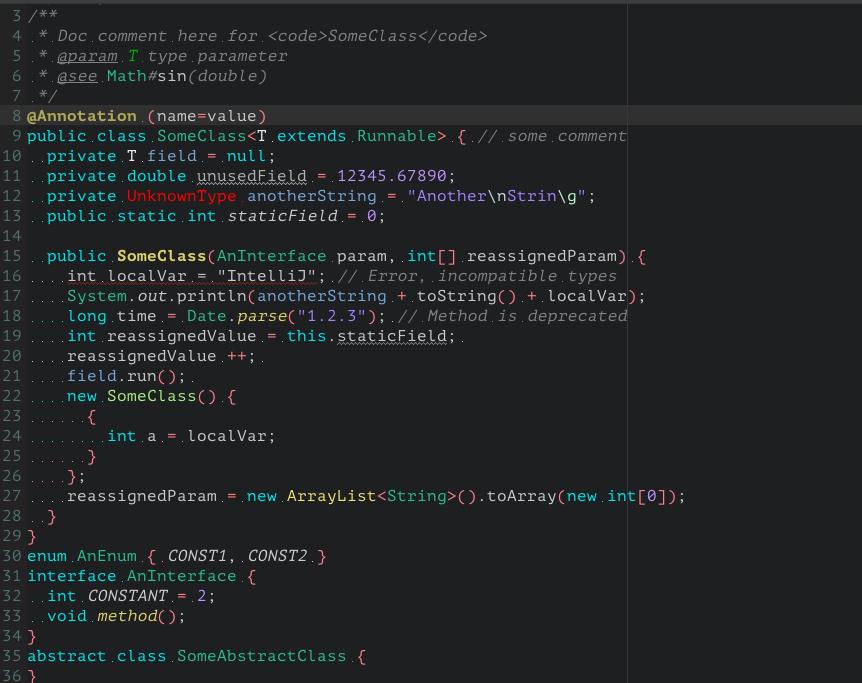 3 /**
4  * Doc comment here for <code>SomeClass</code>
5  * @param T type parameter
6  * @see Math#sin(double)
7  */
8 @Annotation (name=value)
9 public class SomeClass<T extends Runnable> { // some comment
10   private T field = null;
11   private double unusedField = 12345.67890;
12   private UnknownType anotherString = "Another\nStrin\g";
13   public static int staticField = 0;
14
15   public SomeClass(AnInterface param, int[] reassignedParam) {
16     int localVar = "IntelliJ"; // Error, incompatible types
17     System.out.println(anotherString + toString() + localVar);
18     long time = Date.parse("1.2.3"); // Method is deprecated
19     int reassignedValue = this.staticField;
20     reassignedValue ++;
21     field.run();
22     new SomeClass() {
23       {
24         int a = localVar;
25       }
26     };
27     reassignedParam = new ArrayList<String>().toArray(new int[0]);
28   }
29 }
30 enum AnEnum { CONST1, CONST2 }
31 interface AnInterface {
32   int CONSTANT = 2;
33   void method();
34 }
35 abstract class SomeAbstractClass {
36 }